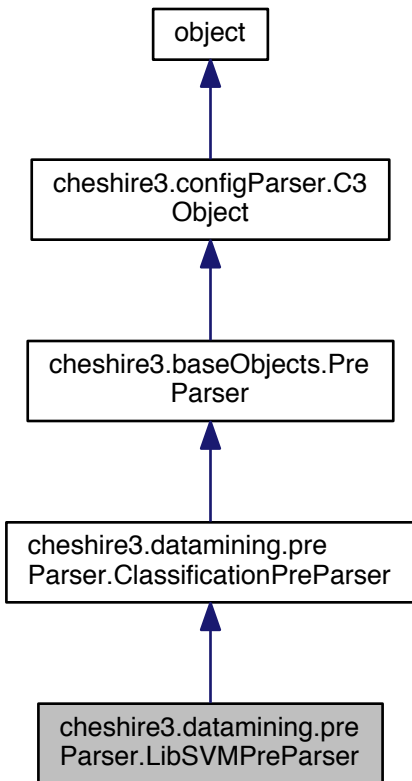 object
cheshire3.configParser.C3
Object
cheshire3.baseObjects.Pre
Parser
cheshire3.datamining.pre
Parser.ClassificationPreParser
cheshire3.datamining.pre
Parser.LibSVMPreParser